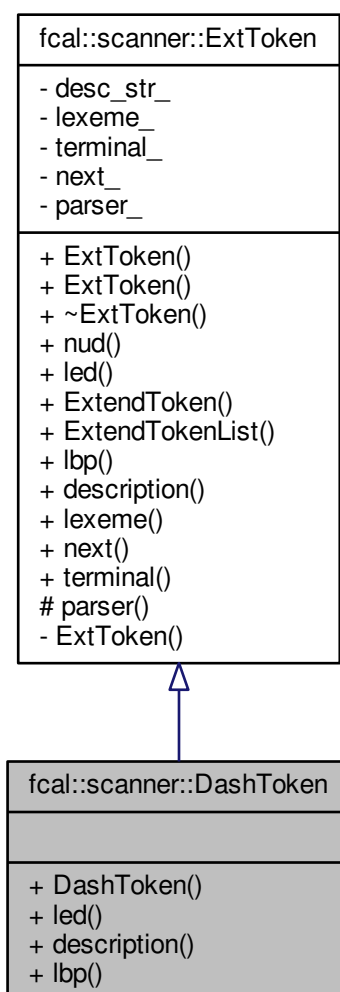 fcal::scanner::ExtToken
- desc_str_
- lexeme_
- terminal_
- next_
- parser_
+ ExtToken()
+ ExtToken()
+ ~ExtToken()
+ nud()
+ led()
+ ExtendToken()
+ ExtendTokenList()
+ lbp()
+ description()
+ lexeme()
+ next()
+ terminal()
# parser()
- ExtToken()
fcal::scanner::DashToken
+ DashToken()
+ led()
+ description()
+ lbp()